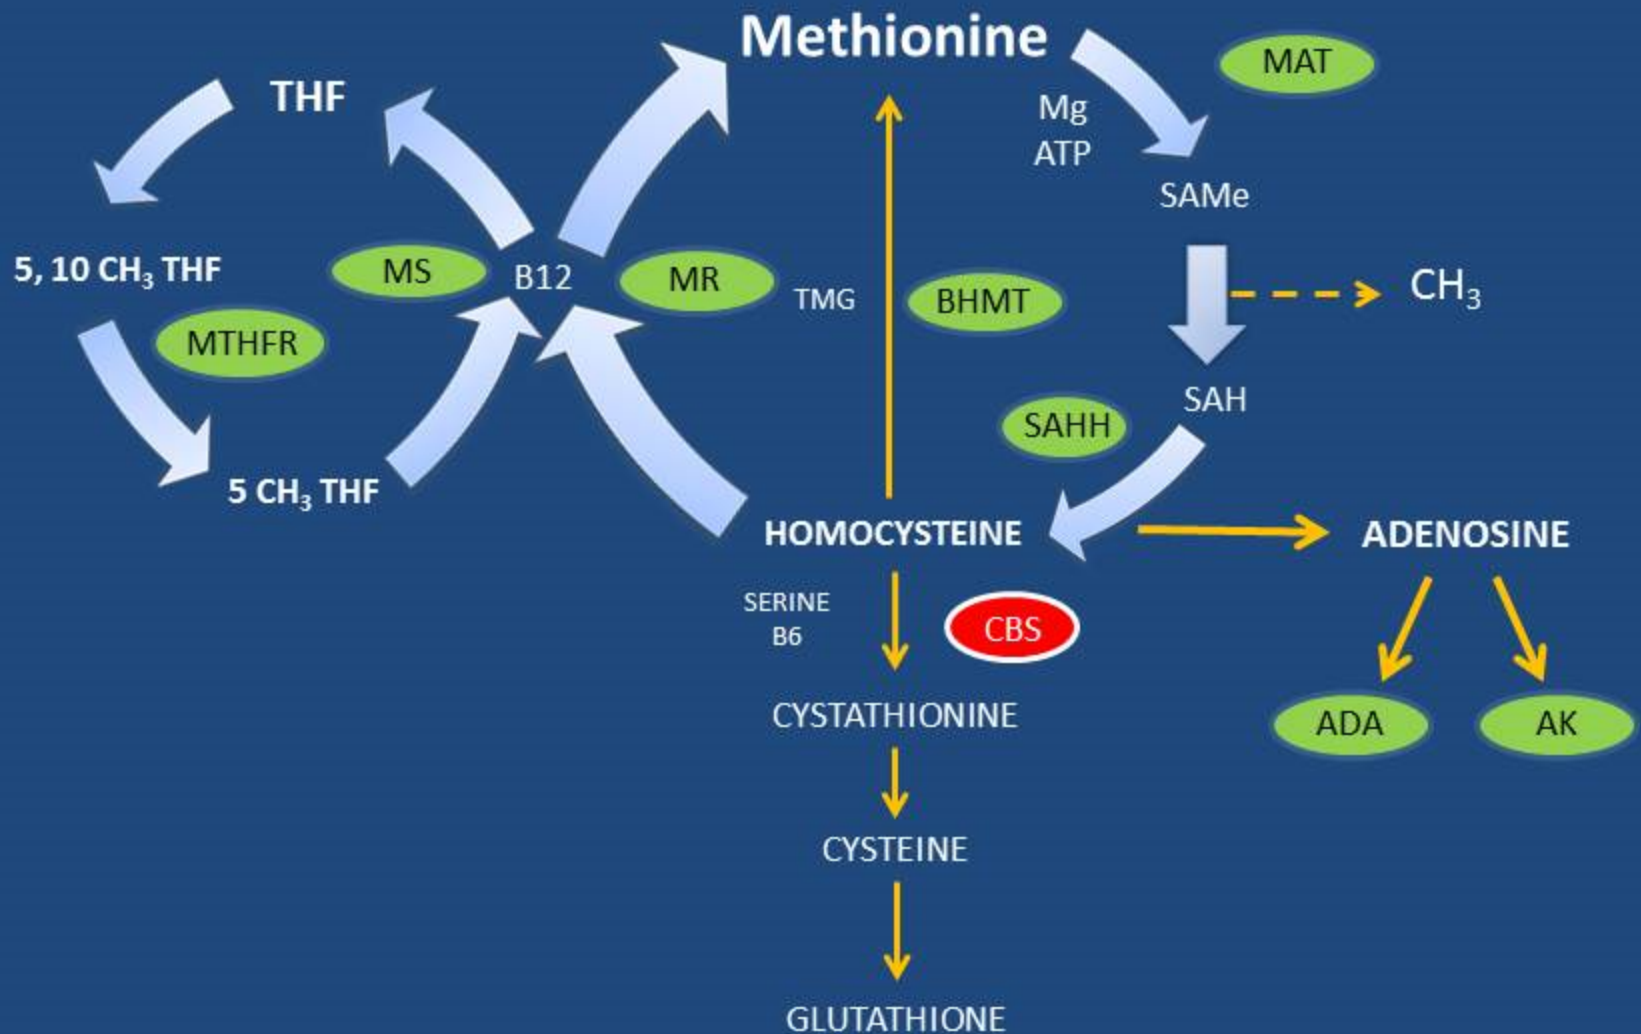 Methionine
MAT
THF
Mg
ATP
SAMe
5, 10 CH₃ THF
MS
B12
MR
TMG
BHMT
CH₃
MTHFR
SAH
SAHH
5 CH₃ THF
HOMOCYSTEINE
ADENOSINE
SERINE
B6
CBS
CYSTATHIONINE
ADA
AK
CYSTEINE
GLUTATHIONE